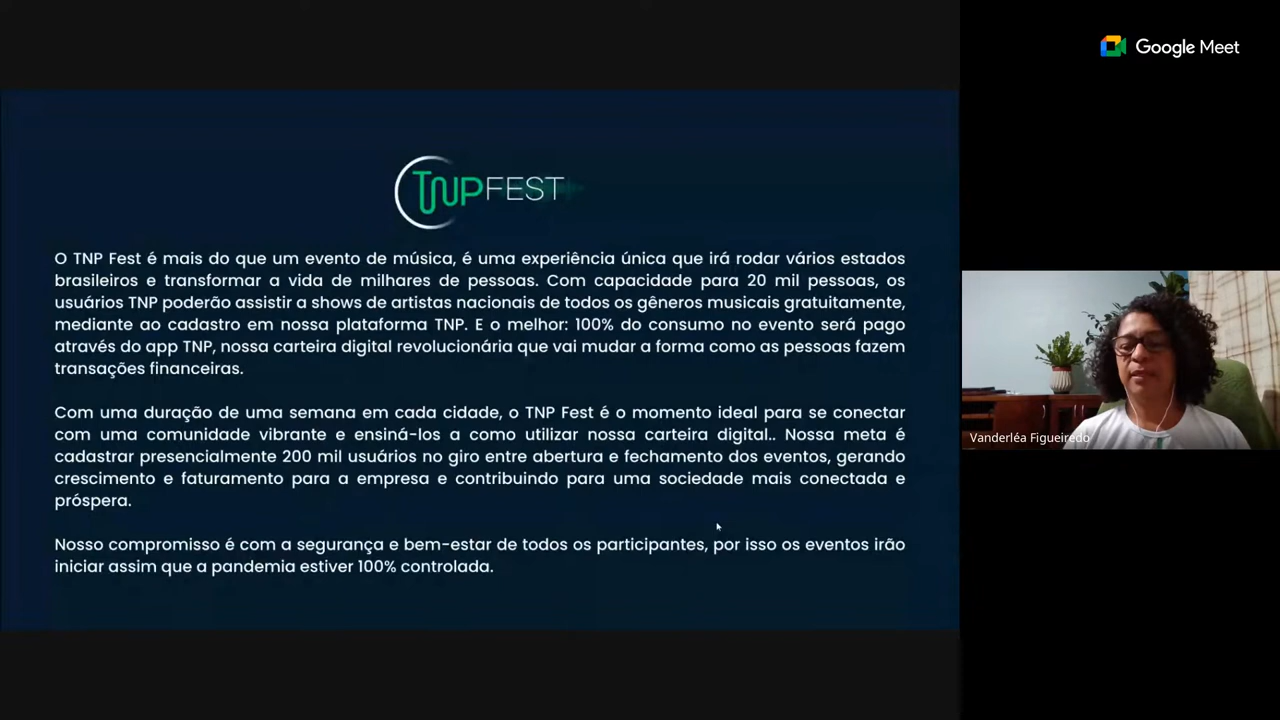 Google Meet
TNPFEST
O TNP Fest é mais do que um evento de música, é uma experiência única que irá rodar vários estados
brasileiros e transformar a vida de milhares de pessoas. Com capacidade para 20 mil pessoas, os
usuários TNP poderão assistir a shows de artistas nacionais de todos os gêneros musicais gratuitamente,
mediante ao cadastro em nossa plataforma TNP. E o melhor: 100% do consumo no evento será pago
através do app TNP, nossa carteira digital revolucionária que vai mudar a forma como as pessoas fazem
transações financeiras.
Com uma duração de uma semana em cada cidade, o TNP Fest é o momento ideal para se conectar
com uma comunidade vibrante e ensiná-los a como utilizar nossa carteira digital.. Nossa meta é
cadastrar presencialmente 200 mil usuários no giro entre abertura e fechamento dos eventos, gerando
crescimento e faturamento para a empresa e contribuindo para uma sociedade mais conectada e
próspera.
Nosso compromisso é com a segurança e bem-estar de todos os participantes, por isso os eventos irão
iniciar assim que a pandemia estiver 100% controlada.
Vanderléa Figueiredo